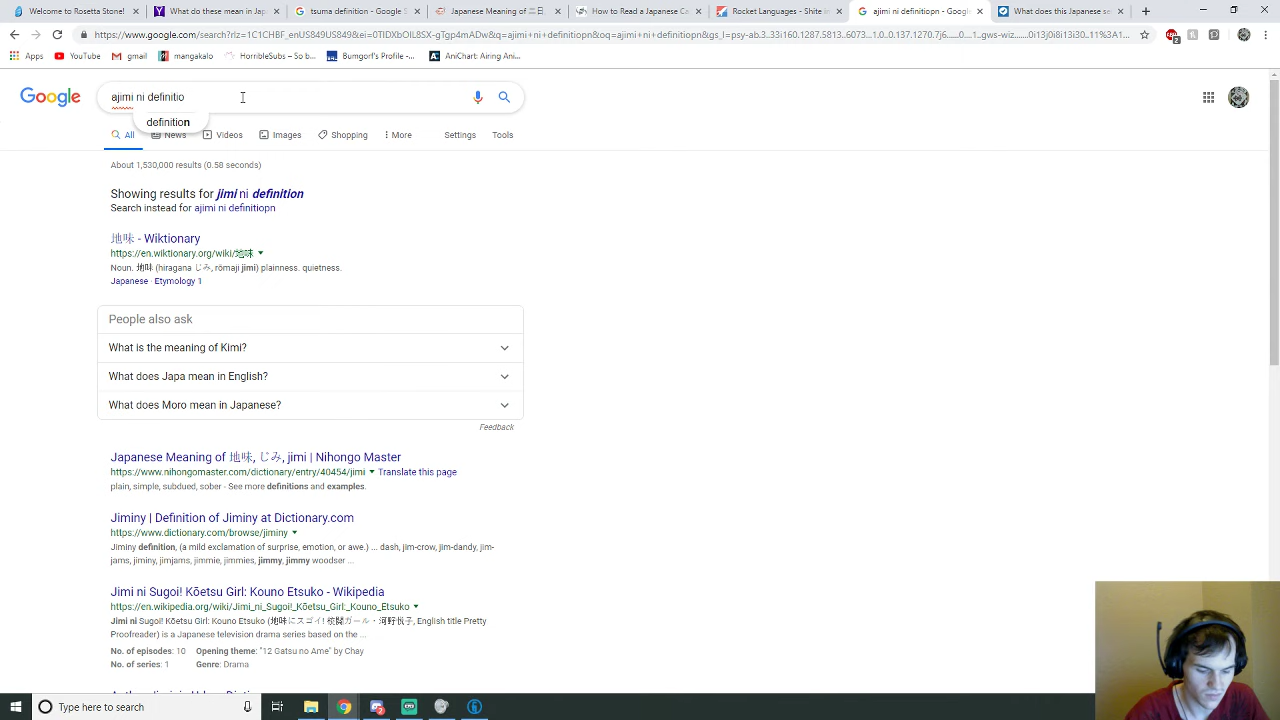 Welcome to Rosetta Ston
What do these mean in Jap
tsuma definition - Google S
Japanese Meaning of 二日
How to Read a Japanese Ca
Rocket Languages - Shite i
ajimi ni definitiopn - Google
What does this Japanese se
https://www.google.com/search?rlz=1C1CHBF_enUS849US849&ei=0TIDXbOIL8SX-gTgp4mADw&q=ajimi+ni+definitiopn&oq=ajimi+ni+definitiopn&gs_l=psy-ab.3..33i160.1287.5813..6073...1.0..0.137.1270.7j6......0....1..gws-wiz.......0i13j0i8i13i30..11%3A1...
Apps
YouTube
gmail
mangakalo
HorribleSubs – So b...
Bumgorf's Profile -...
AniChart: Airing Ani...
Google
ajimi ni definitio
definition
All
News
Videos
Images
Shopping
More
Settings
Tools
About 1,530,000 results (0.58 seconds)
Showing results for jimi ni definition
Search instead for ajimi ni definitiopn
地味 - Wiktionary
https://en.wiktionary.org/wiki/地味
Noun. 地味 (hiragana じみ, rōmaji jimi) plainness. quietness.
Japanese · Etymology 1
People also ask
What is the meaning of Kimi?
What does Japa mean in English?
What does Moro mean in Japanese?
Feedback
Japanese Meaning of 地味, じみ, jimi | Nihongo Master
https://www.nihongomaster.com/dictionary/entry/40454/jimi
Translate this page
plain, simple, subdued, sober - See more definitions and examples.
Jiminy | Definition of Jiminy at Dictionary.com
https://www.dictionary.com/browse/jiminy
Jiminy definition, (a mild exclamation of surprise, emotion, or awe.) ... dash, jim-crow, jim-dandy, jim-
jams, jiminy, jimjams, jimmie, jimmies, jimmy, jimmy woodser ...
Jimi ni Sugoi! Kōetsu Girl: Kouno Etsuko - Wikipedia
https://en.wikipedia.org/wiki/Jimi_ni_Sugoi!_Kōetsu_Girl:_Kouno_Etsuko
Jimi ni Sugoi! Kōetsu Girl: Kouno Etsuko (地味にスゴイ! 校閲ガール・河野悦子, English title Pretty
Proofreader) is a Japanese television drama series based on the ...
No. of episodes: 10 Opening theme: "12 Gatsu no Ame" by Chay
No. of series: 1 Genre: Drama
Type here to search